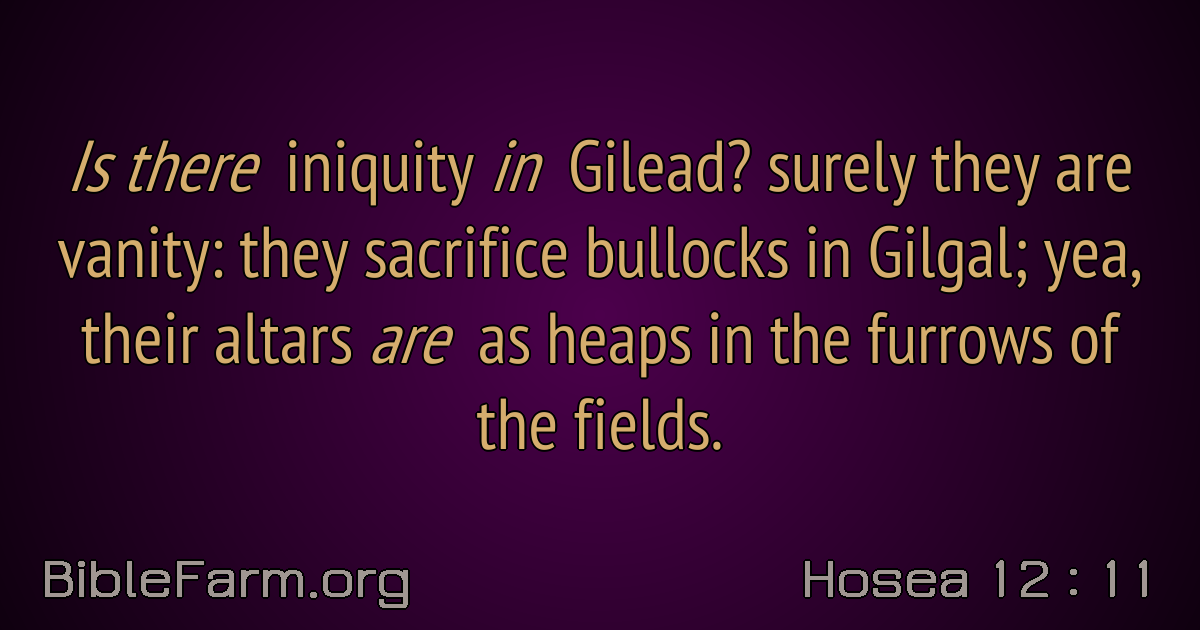 Is there iniquity in Gilead? surely they are
vanity: they sacrifice bullocks in Gilgal; yea,
their altars are as heaps in the furrows of
the fields.
BibleFarm.org
Hosea 12 : 11